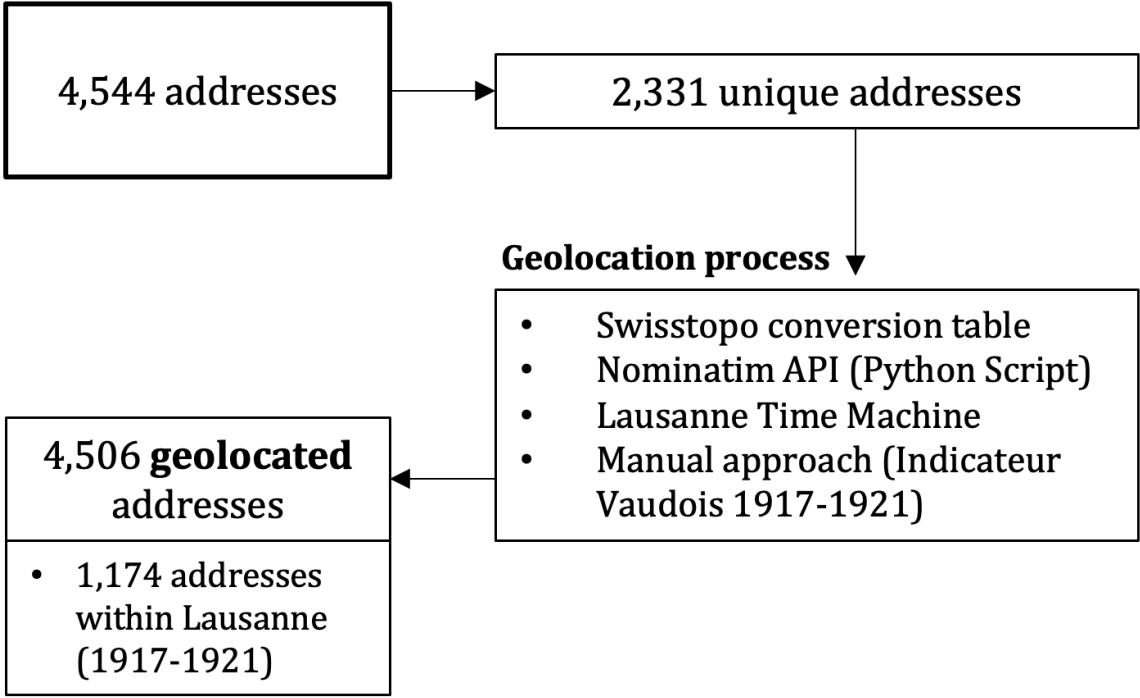 4,544 addresses
2,331 unique addresses
Geolocation process
• Swisstopo conversion table
• Nominatim API (Python Script)
• Lausanne Time Machine
• Manual approach (Indicateur
Vaudois 1917-1921)
4,506 geolocated
addresses
• 1,174 addresses
within Lausanne
(1917-1921)